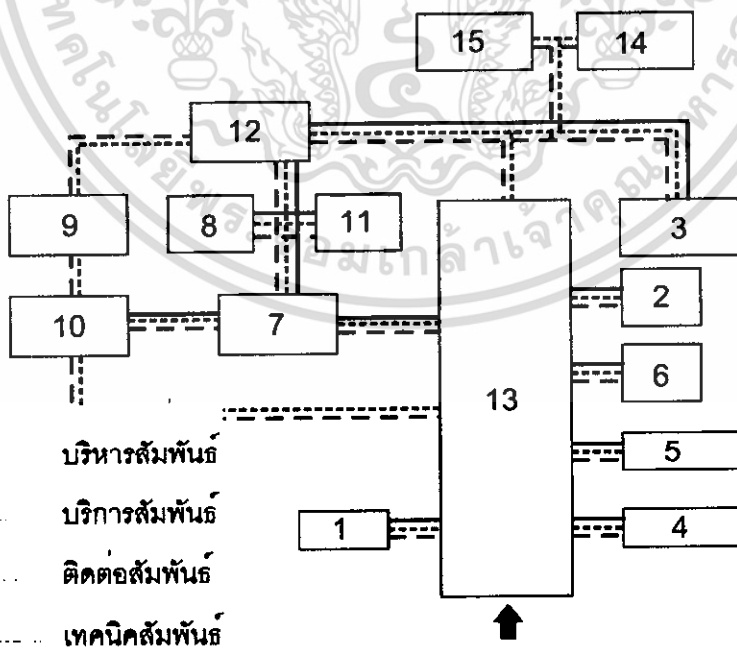 15 14
12
9 8 11 3
10 7 2
13 6
บริหารสัมพันธ์ 5
บริการสัมพันธ์ 1 4
ติดต่อสัมพันธ์
เทคนิคสัมพันธ์